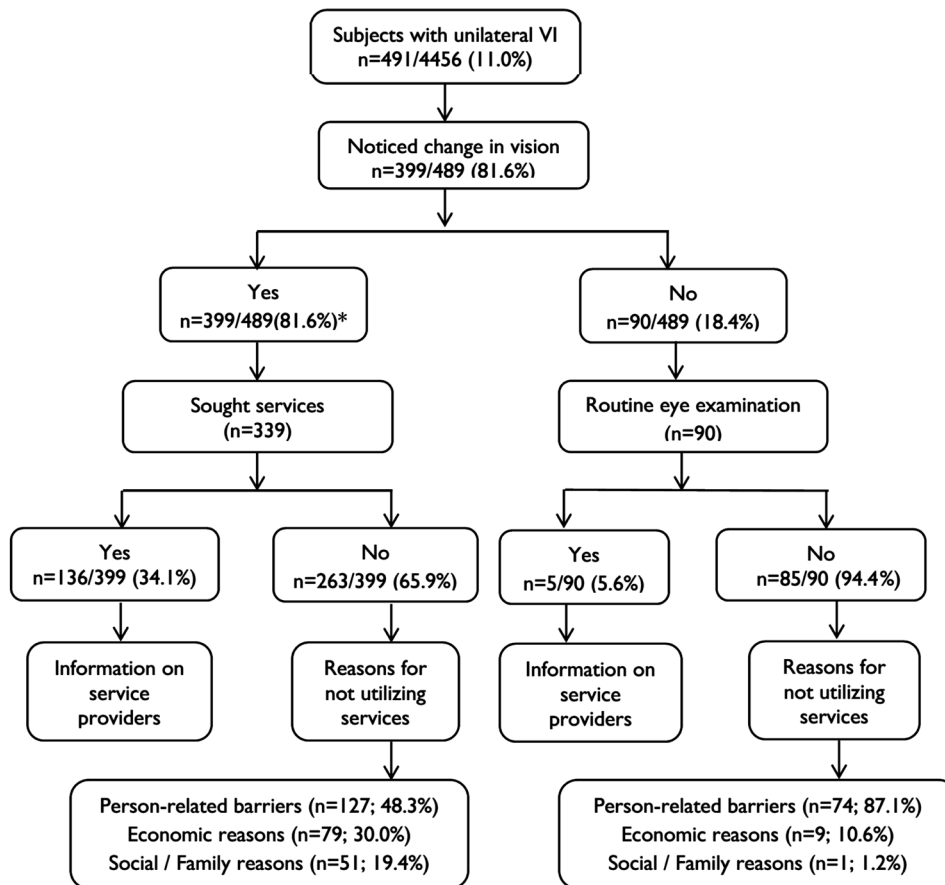 Subjects with unilateral VI
n=491/4456 (11.0%)
Noticed change in vision
n=399/489 (81.6%)
Yes
n=399/489(81.6%)*
No
n=90/489 (18.4%)
Sought services
(n=339)
Routine eye examination
(n=90)
Yes
n=136/399 (34.1%)
No
n=263/399 (65.9%)
Yes
n=5/90 (5.6%)
No
n=85/90 (94.4%)
Information on
service
providers
Reasons for
not utilizing
services
Information on
service
providers
Reasons for
not utilizing
services
Person-related barriers (n=127; 48.3%)
Economic reasons (n=79; 30.0%)
Social / Family reasons (n=51; 19.4%)
Person-related barriers (n=74; 87.1%)
Economic reasons (n=9; 10.6%)
Social / Family reasons (n=1; 1.2%)